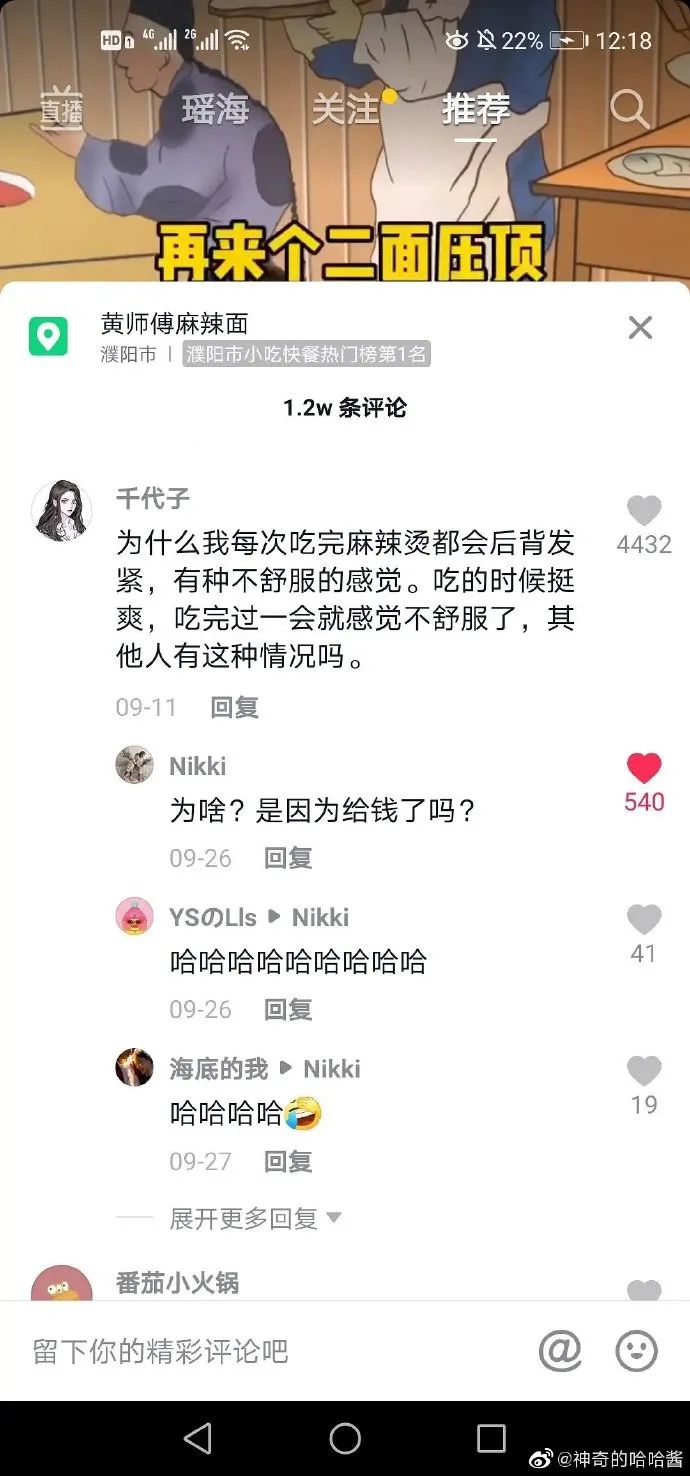 HD 1 4G 2G 22% 12:18
直播 瑶海 关注 推荐
再来个二面压顶
黄师傅麻辣面
濮阳市 | 濮阳市小吃快餐热门榜第1名
1.2w 条评论
千代子
为什么我每次吃完麻辣烫都会后背发
紧，有种不舒服的感觉。吃的时候挺
爽，吃完过一会就感觉不舒服了，其
他人有这种情况吗。
4432
09-11 回复
Nikki
为啥？是因为给钱了吗？
540
09-26 回复
YSのLls ▶ Nikki
哈哈哈哈哈哈哈哈哈
41
09-26 回复
海底的我 ▶ Nikki
哈哈哈哈🤣
19
09-27 回复
展开更多回复
番茄小火锅
留下你的精彩评论吧
@神奇的哈哈酱